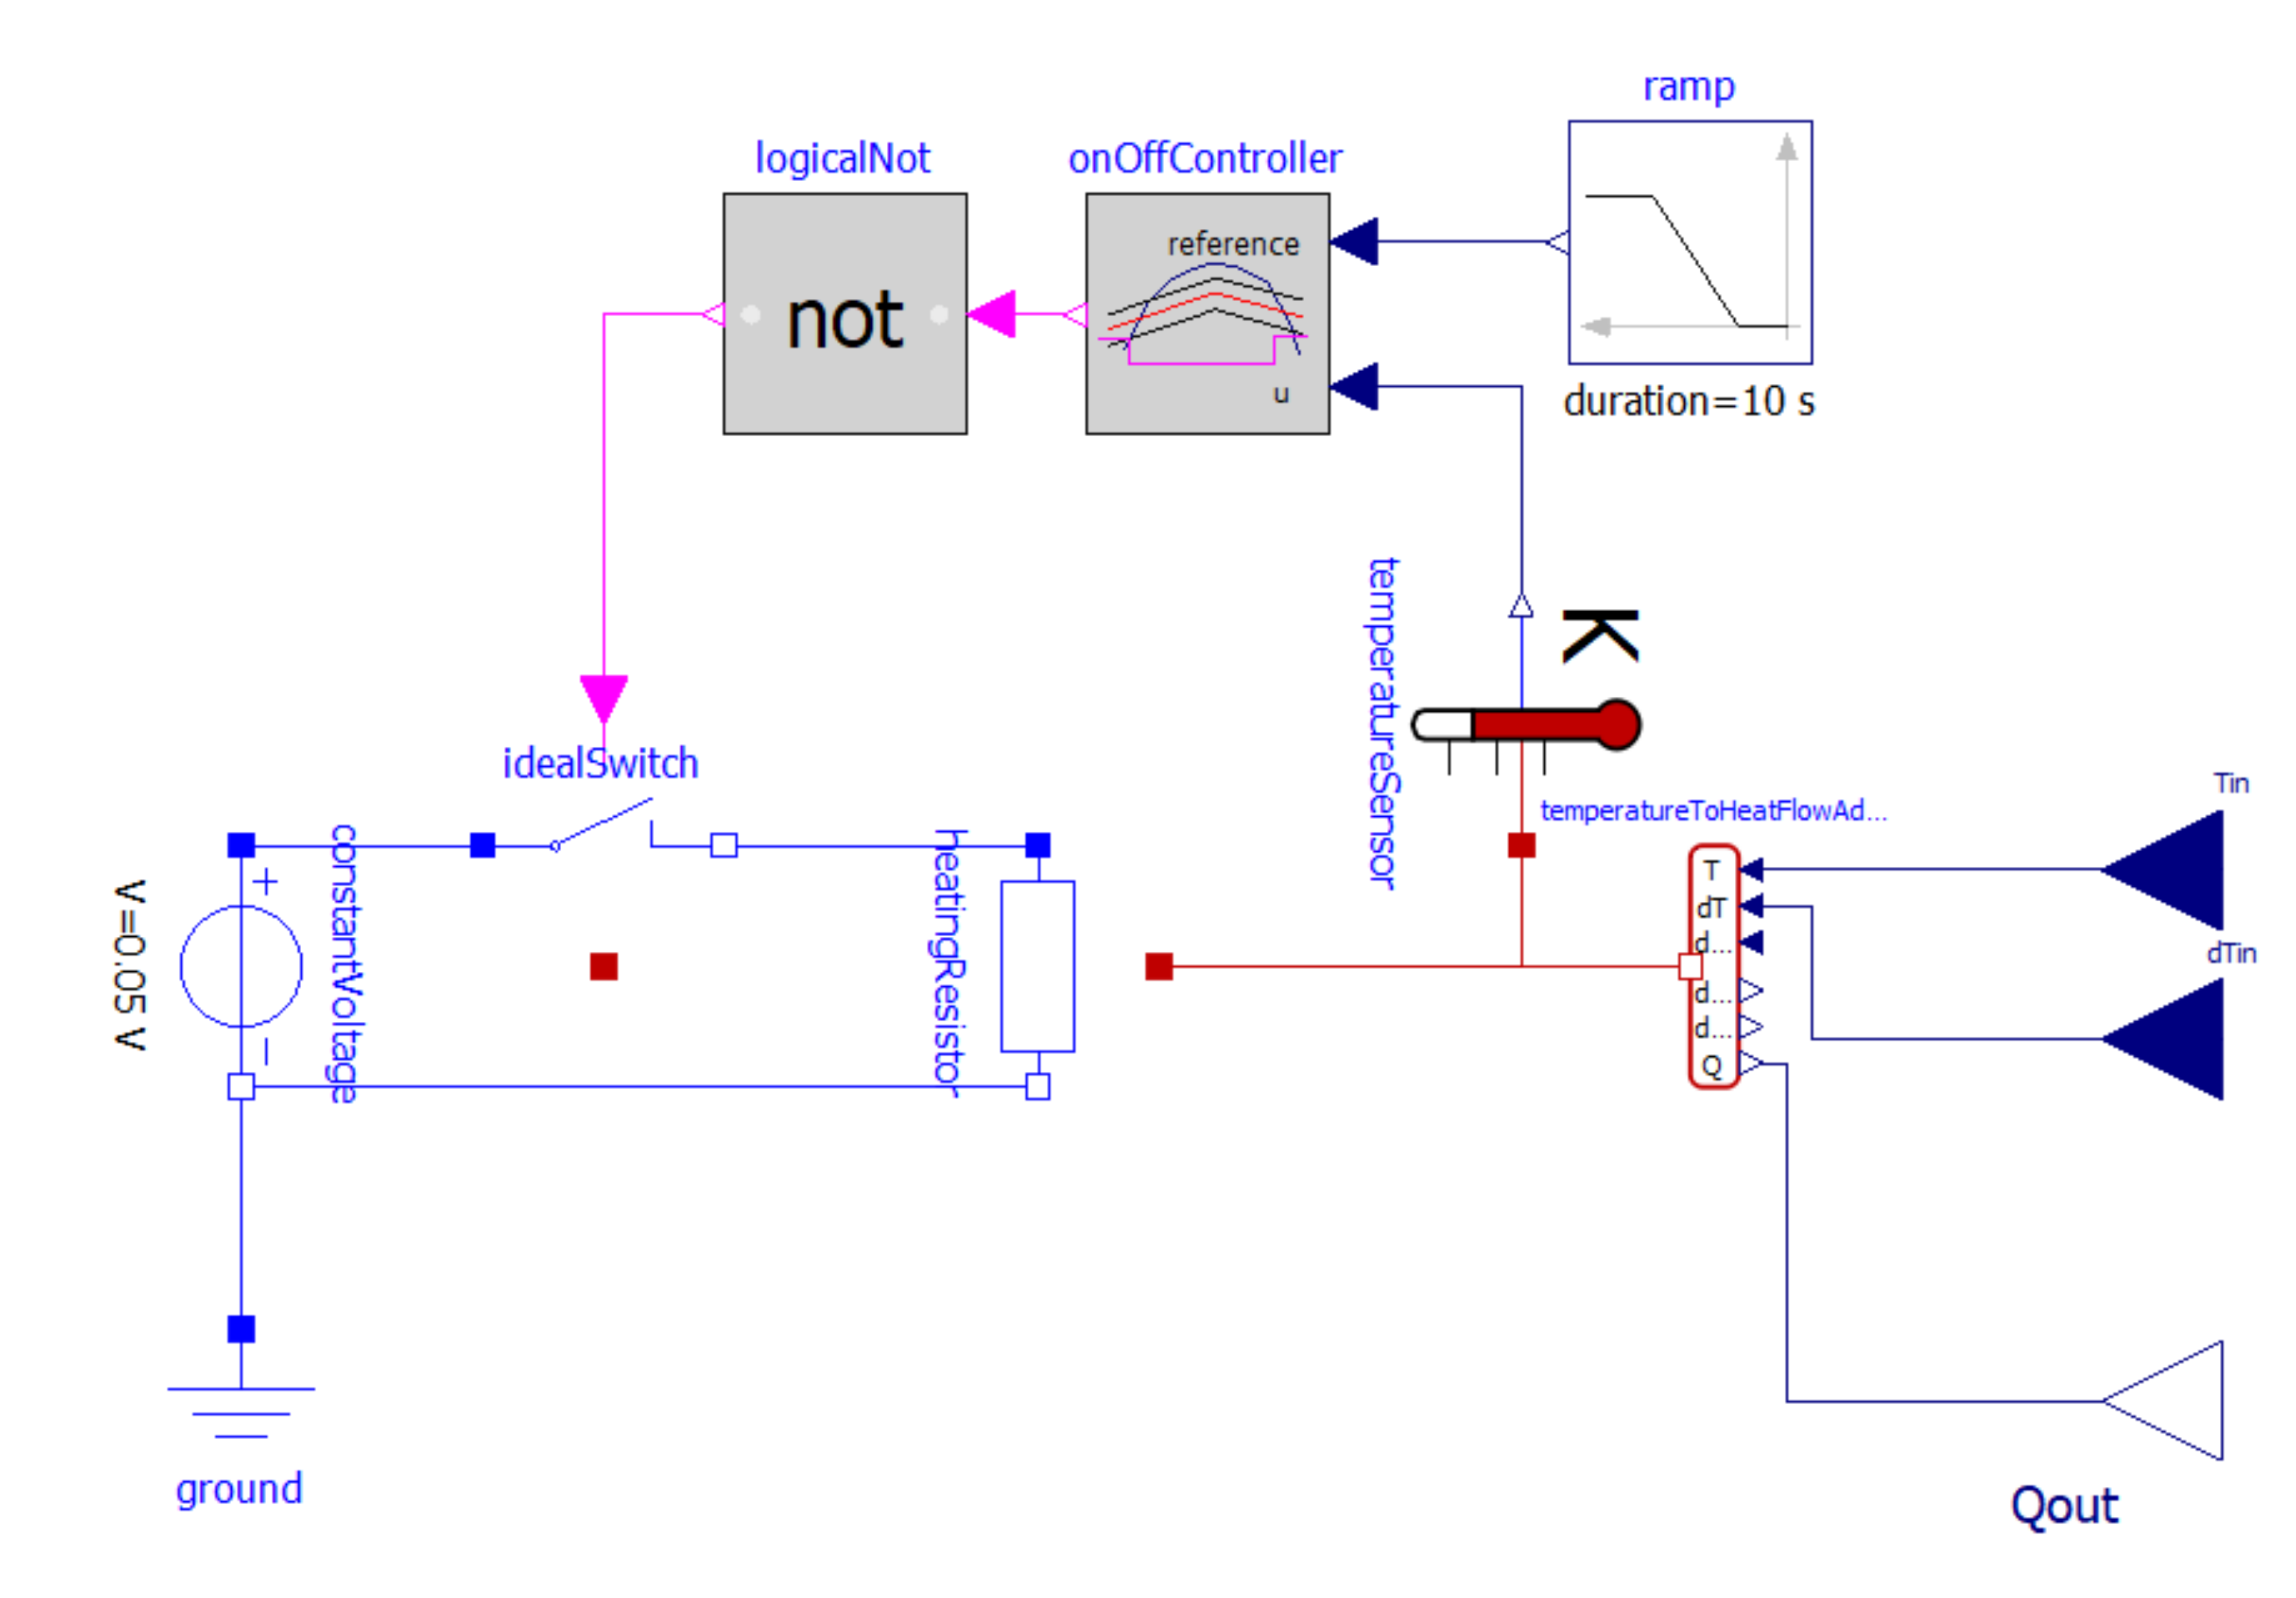 ramp
logicalNot
onOffController
reference
not
u
duration=10 s
K
temperatureSensor
idealSwitch
Tin
temperatureToHeatFlowAd...
constantVoltage
heatingResistor
V=0.05 V
T
dT
d...
d...
d...
Q
dTin
ground
Qout